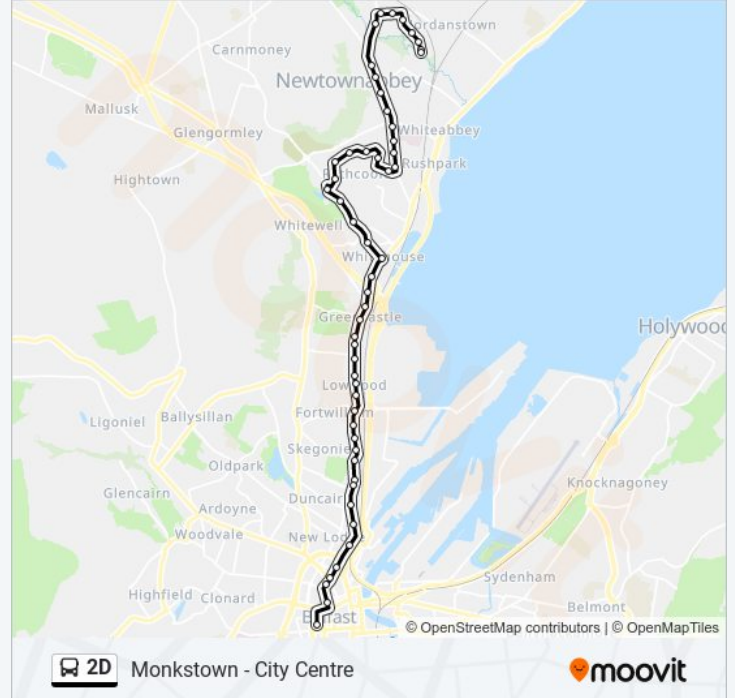 Jordanstown
Carnmoney
Newtownabbey
Mallusk
Glengormley
Whiteabbey
Rushpark
Rathcoole
Hightown
Whitewell
Whitehouse
Greencastle
Holywood
Lowwood
Fortwilliam
Ligoniel
Ballysillan
Skegoniel
Oldpark
Knocknagoney
Glencairn
Duncairn
Ardoyne
Woodvale
New Lodge
Sydenham
Highfield
Clonard
Belmont
Belfast
© OpenStreetMap contributors | © OpenMapTiles
2D
Monkstown - City Centre
moovit